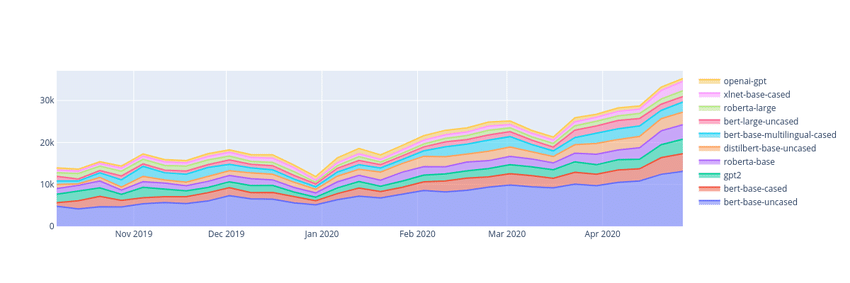 30k
20k
10k
0
Nov 2019
Dec 2019
Jan 2020
Feb 2020
Mar 2020
Apr 2020
openai-gpt
xlnet-base-cased
roberta-large
bert-large-uncased
bert-base-multilingual-cased
distilbert-base-uncased
roberta-base
gpt2
bert-base-cased
bert-base-uncased